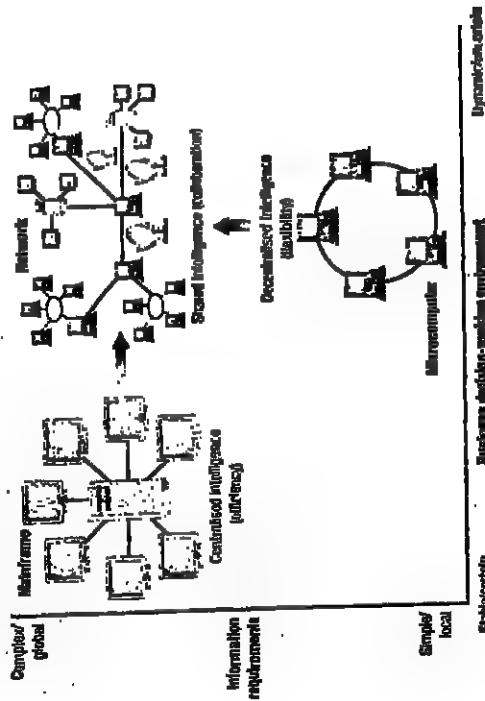 Complex/
global
Information
requirements
Simple/
local
Mainframe
Centralised intelligence
(efficiency)
Network
Shared intelligence (collaboration)
Decentralised intelligence
(flexibility)
Microcomputer
Business decision-making environment